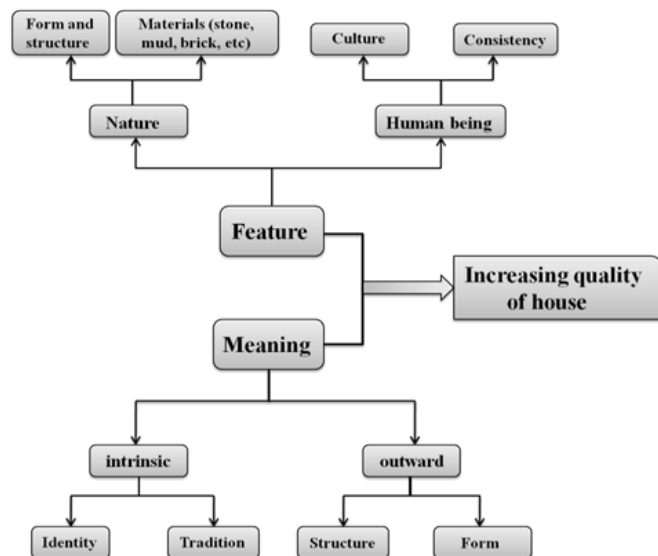 Form and
structure
Materials (stone,
mud, brick, etc)
Culture
Consistency
Nature
Human being
Feature
Increasing quality
of house
Meaning
intrinsic
outward
Identity
Tradition
Structure
Form